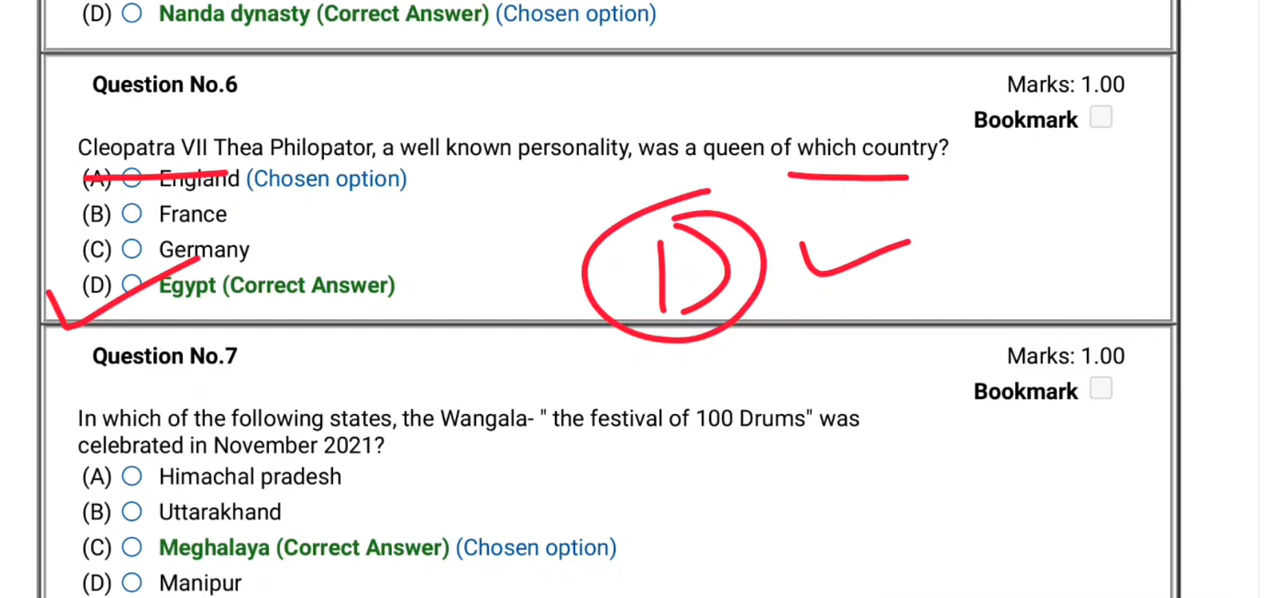 (D) Nanda dynasty (Correct Answer) (Chosen option)
Question No.6 Marks: 1.00
Bookmark
Cleopatra VII Thea Philopator, a well known personality, was a queen of which country?
(A) England (Chosen option)
(B) France
(C) Germany
(D) Egypt (Correct Answer)
D
Question No.7 Marks: 1.00
Bookmark
In which of the following states, the Wangala- " the festival of 100 Drums" was
celebrated in November 2021?
(A) Himachal pradesh
(B) Uttarakhand
(C) Meghalaya (Correct Answer) (Chosen option)
(D) Manipur